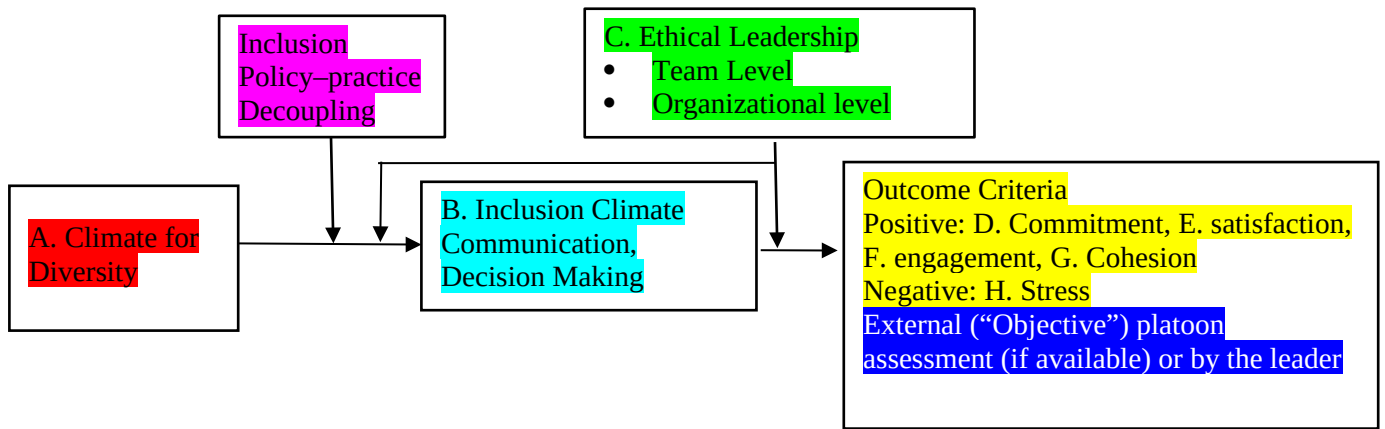 Inclusion
Policy–practice
Decoupling
C. Ethical Leadership
• Team Level
• Organizational level
A. Climate for
Diversity
B. Inclusion Climate
Communication,
Decision Making
Outcome Criteria
Positive: D. Commitment, E. satisfaction,
F. engagement, G. Cohesion
Negative: H. Stress
External (“Objective”) platoon
assessment (if available) or by the leader